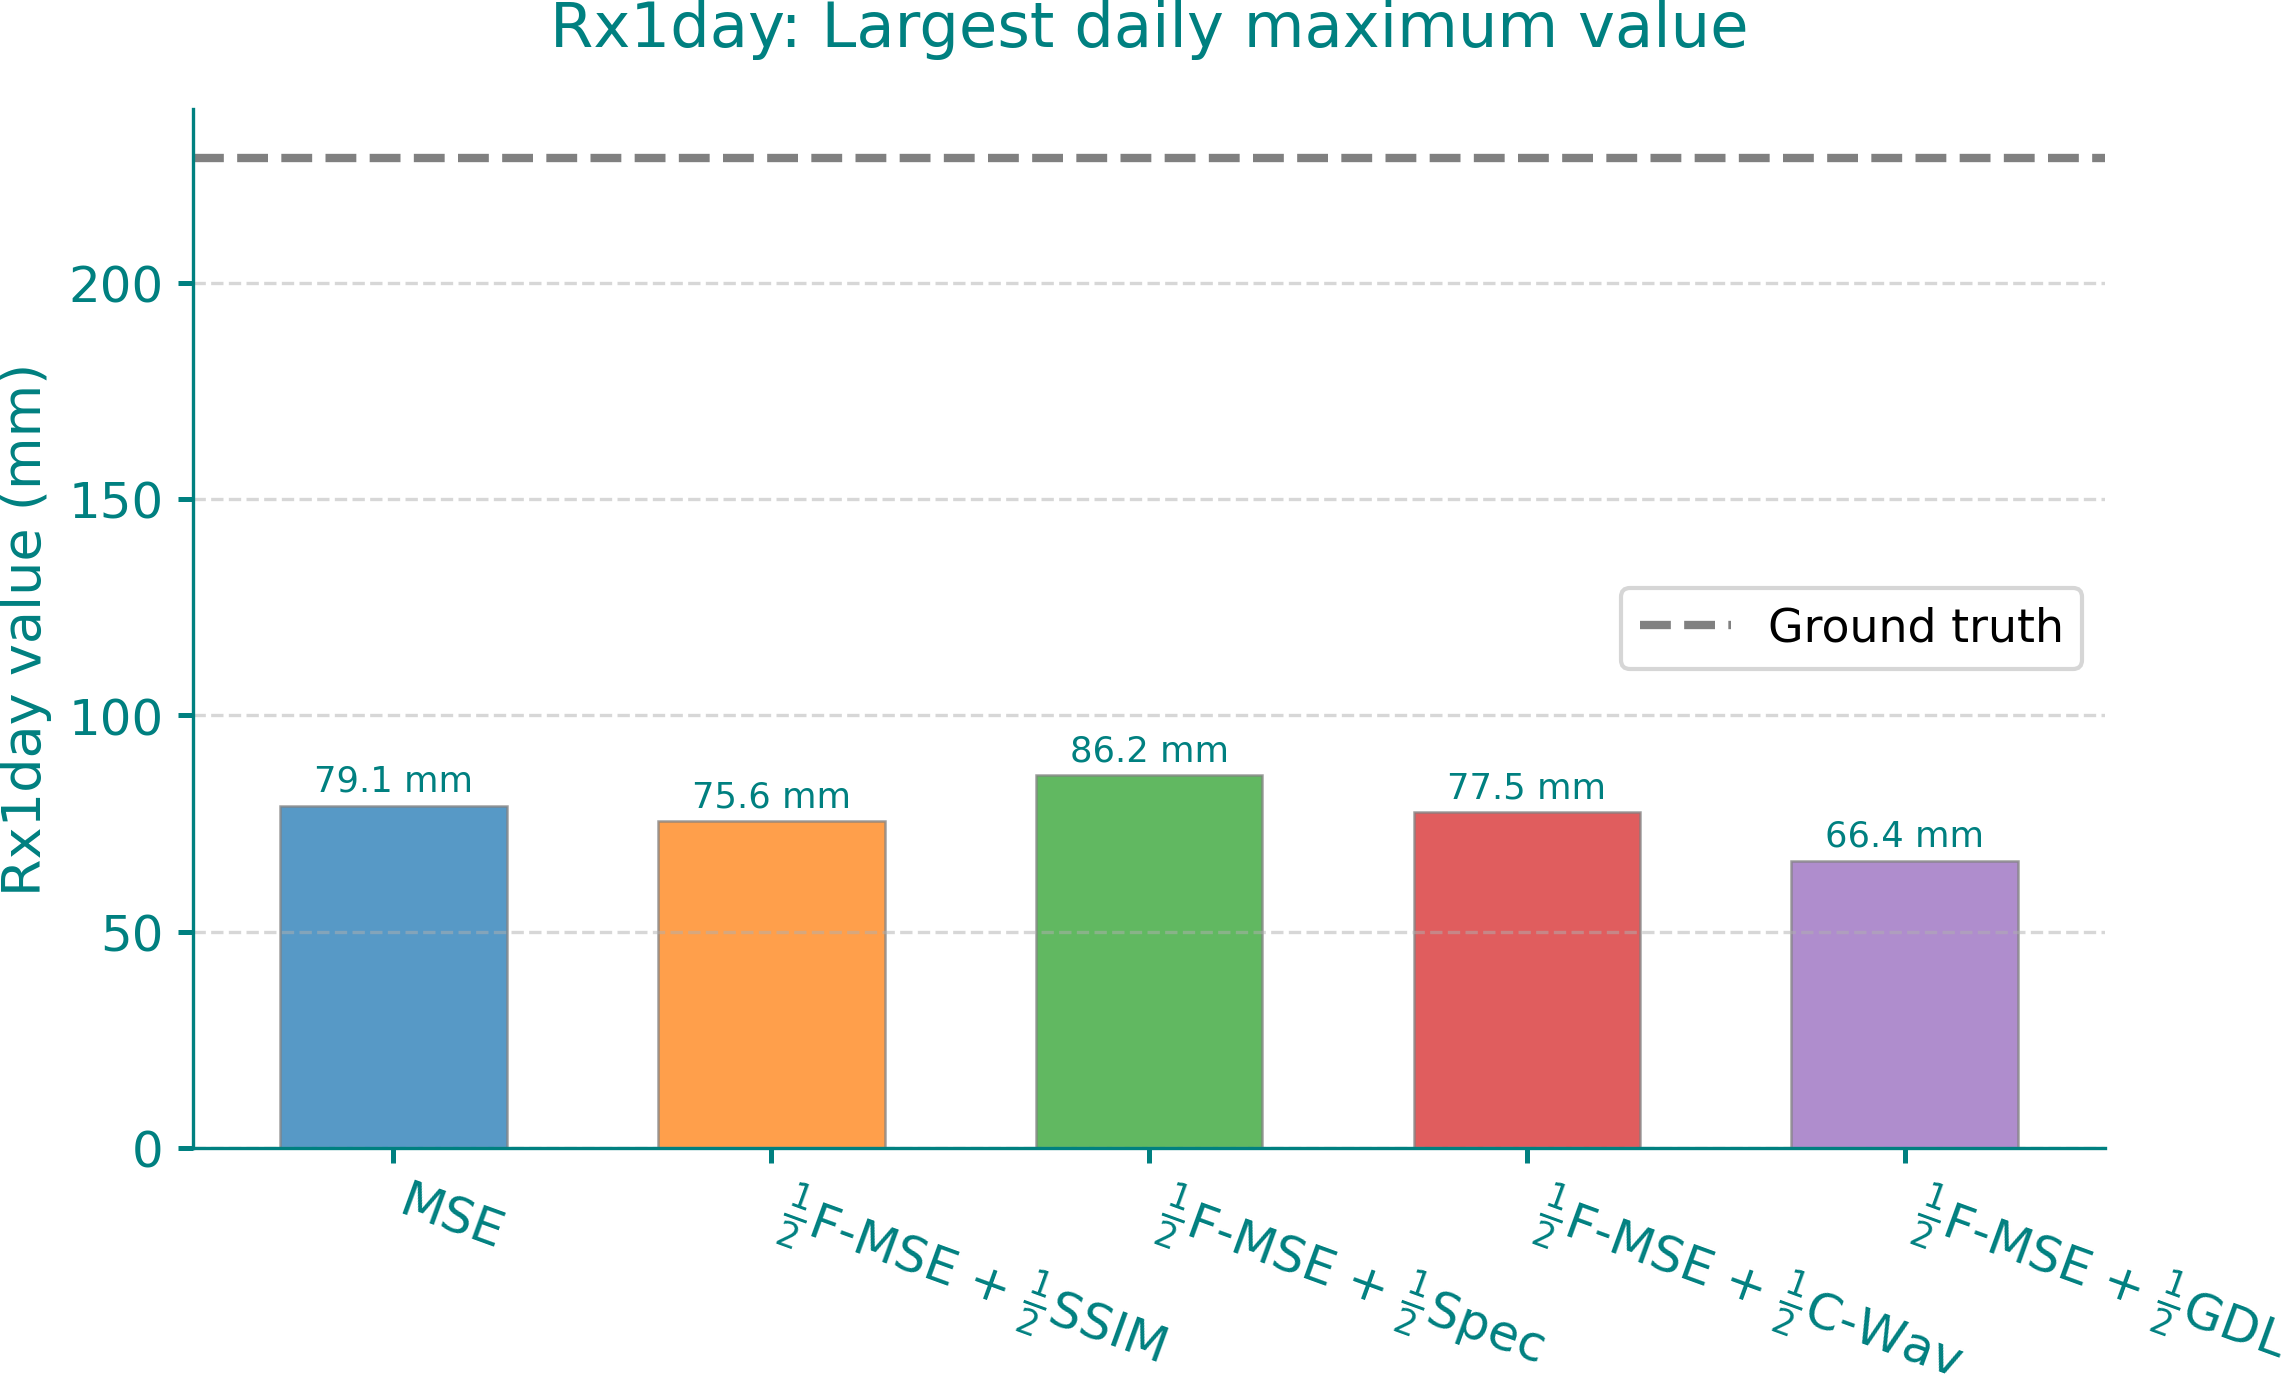 Rx1day: Largest daily maximum value
Rx1day value (mm)
200
150
100
50
0
Ground truth
79.1 mm
75.6 mm
86.2 mm
77.5 mm
66.4 mm
MSE
½F-MSE + ½SSIM
½F-MSE + ½Spec
½F-MSE + ½C-Wav
½F-MSE + ½GDL